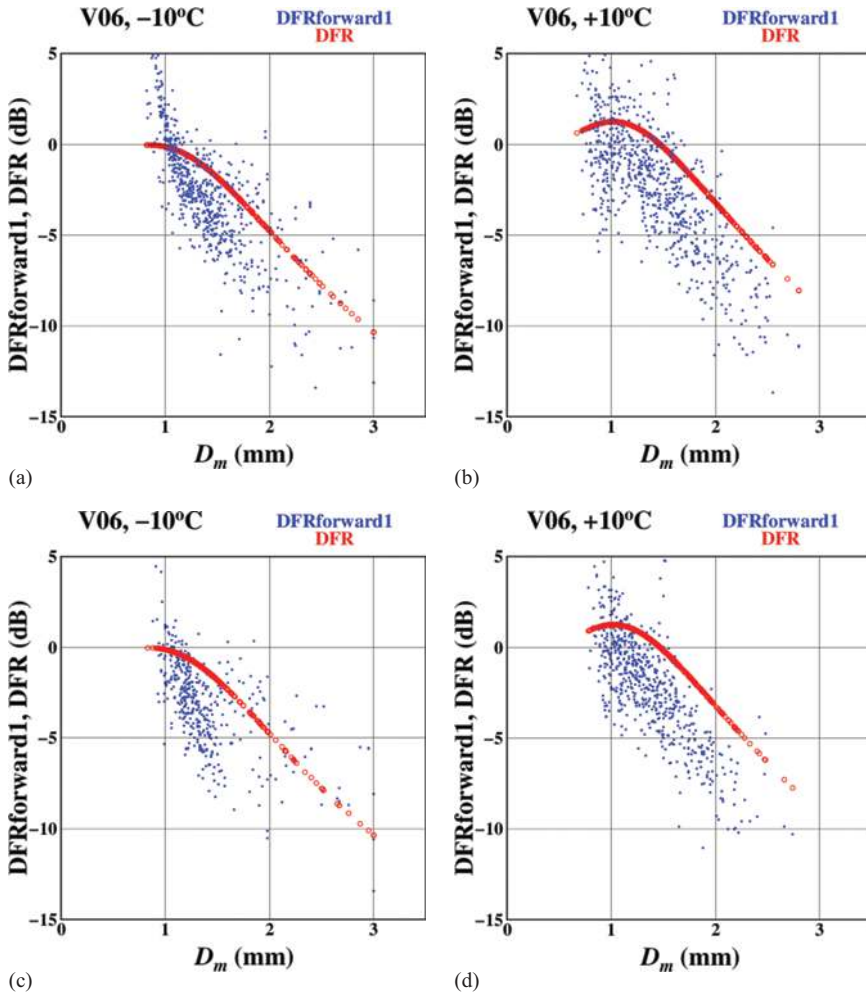 V06, −10°C DFRforward1
DFR
DFRforward1, DFR (dB)
5
0
−5
−10
−15
0 1 2 3
Dm (mm)
(a)
V06, +10°C DFRforward1
DFR
DFRforward1, DFR (dB)
5
0
−5
−10
−15
0 1 2 3
Dm (mm)
(b)
V06, −10°C DFRforward1
DFR
DFRforward1, DFR (dB)
5
0
−5
−10
−15
0 1 2 3
Dm (mm)
(c)
V06, +10°C DFRforward1
DFR
DFRforward1, DFR (dB)
5
0
−5
−10
−15
0 1 2 3
Dm (mm)
(d)